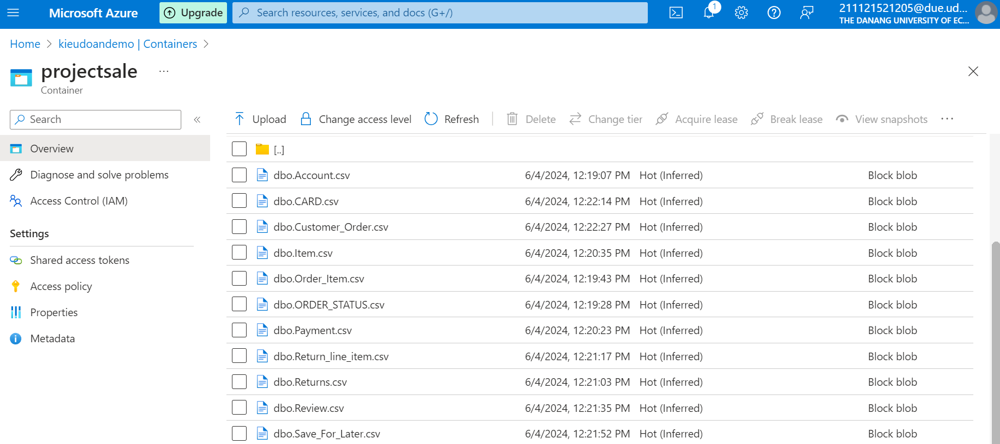 Microsoft Azure
Upgrade
Search resources, services, and docs (G+/)
1
211121521205@due.ud...
THE DANANG UNIVERSITY OF EC...
Home > kieudoandemo | Containers >
projectsale ...
Container
Search «
Upload Change access level Refresh Delete Change tier Acquire lease Break lease View snapshots ...
Overview
Diagnose and solve problems
Access Control (IAM)
Settings
Shared access tokens
Access policy
Properties
Metadata
[..]
dbo.Account.csv 6/4/2024, 12:19:07 PM Hot (Inferred) Block blob
dbo.CARD.csv 6/4/2024, 12:22:14 PM Hot (Inferred) Block blob
dbo.Customer_Order.csv 6/4/2024, 12:22:27 PM Hot (Inferred) Block blob
dbo.Item.csv 6/4/2024, 12:20:35 PM Hot (Inferred) Block blob
dbo.Order_Item.csv 6/4/2024, 12:19:43 PM Hot (Inferred) Block blob
dbo.ORDER_STATUS.csv 6/4/2024, 12:19:28 PM Hot (Inferred) Block blob
dbo.Payment.csv 6/4/2024, 12:20:23 PM Hot (Inferred) Block blob
dbo.Return_line_item.csv 6/4/2024, 12:21:17 PM Hot (Inferred) Block blob
dbo.Returns.csv 6/4/2024, 12:21:03 PM Hot (Inferred) Block blob
dbo.Review.csv 6/4/2024, 12:21:35 PM Hot (Inferred) Block blob
dbo.Save_For_Later.csv 6/4/2024, 12:21:52 PM Hot (Inferred) Block blob